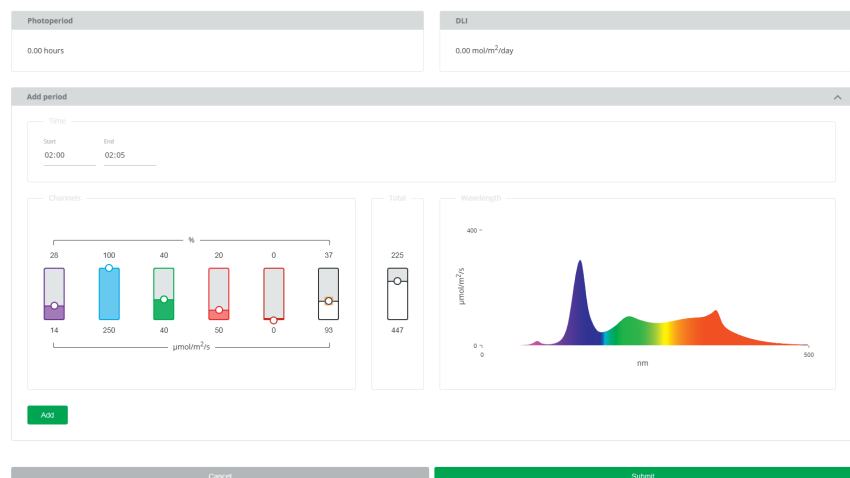 Photoperiod
0.00 hours
DLI
0.00 mol/m²/day
Add period
Time
Start End
02:00 02:05
Channels
%
28 100 40 20 0 37
14 250 40 50 0 93
μmol/m²/s
Total
225
447
Wavelength
400
μmol/m²/s
0
0 500
nm
Add
Cancel Submit